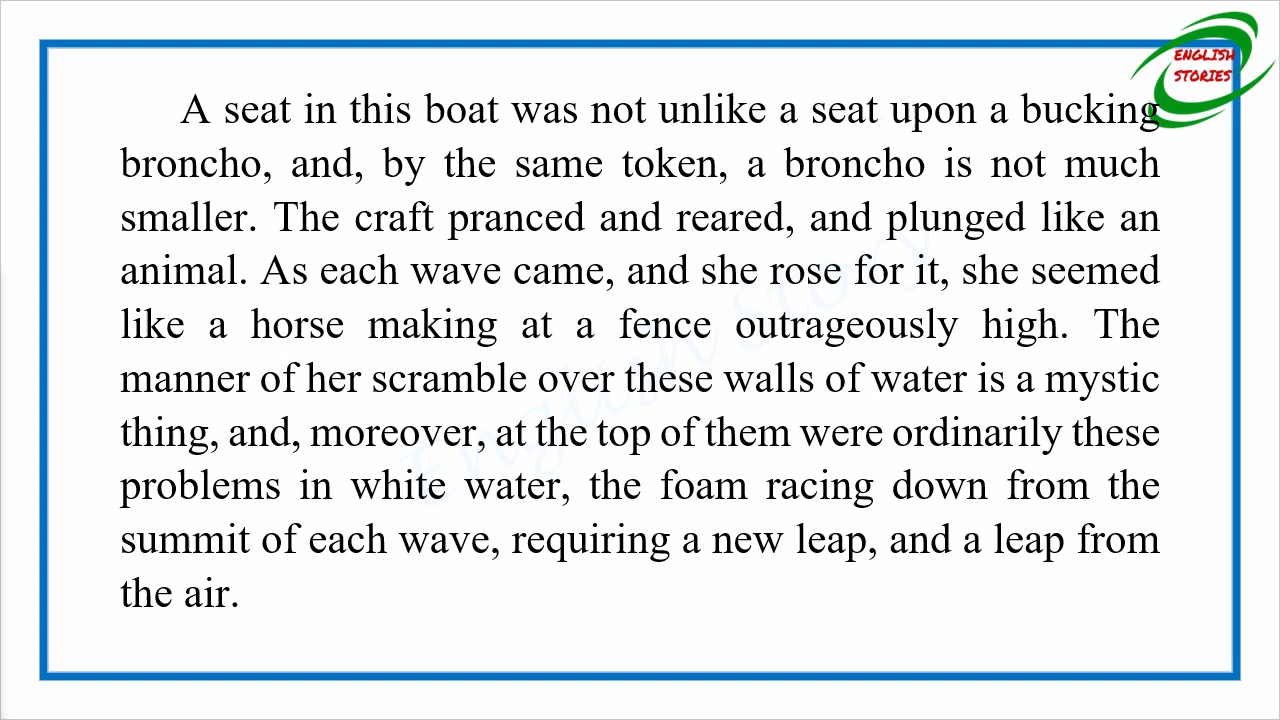 ENGLISH
STORIES
A seat in this boat was not unlike a seat upon a bucking
broncho, and, by the same token, a broncho is not much
smaller. The craft pranced and reared, and plunged like an
animal. As each wave came, and she rose for it, she seemed
like a horse making at a fence outrageously high. The
manner of her scramble over these walls of water is a mystic
thing, and, moreover, at the top of them were ordinarily these
problems in white water, the foam racing down from the
summit of each wave, requiring a new leap, and a leap from
the air.
English Story